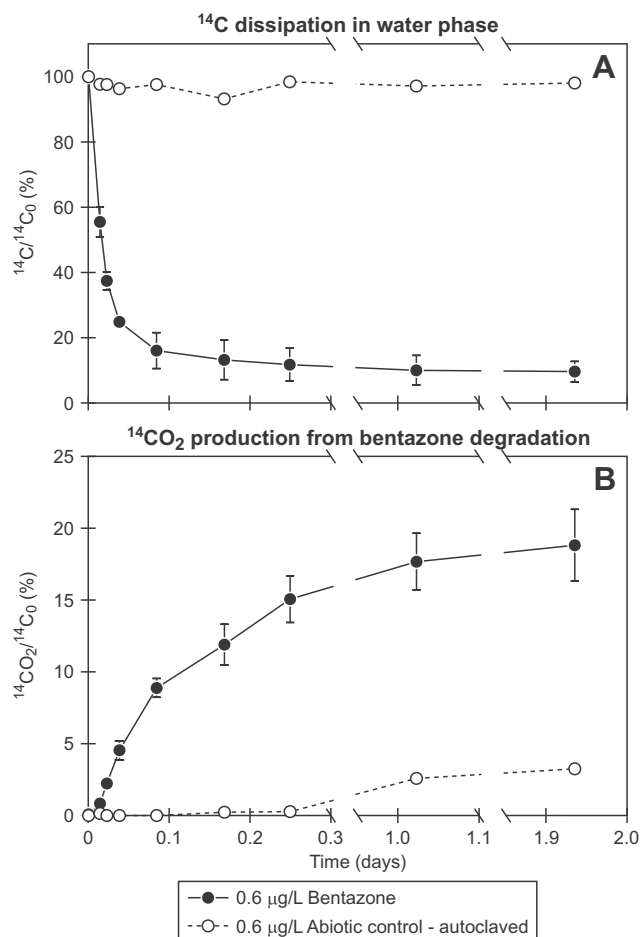 ¹⁴C dissipation in water phase
A
100
80
60
40
20
0
¹⁴C/¹⁴C₀ (%)
¹⁴CO₂ production from bentazone degradation
B
25
20
15
10
5
0
¹⁴CO₂/¹⁴C₀ (%)
0 0.1 0.2 0.3 1.0 1.1 1.9 2.0
Time (days)
0.6 µg/L Bentazone
0.6 µg/L Abiotic control - autoclaved